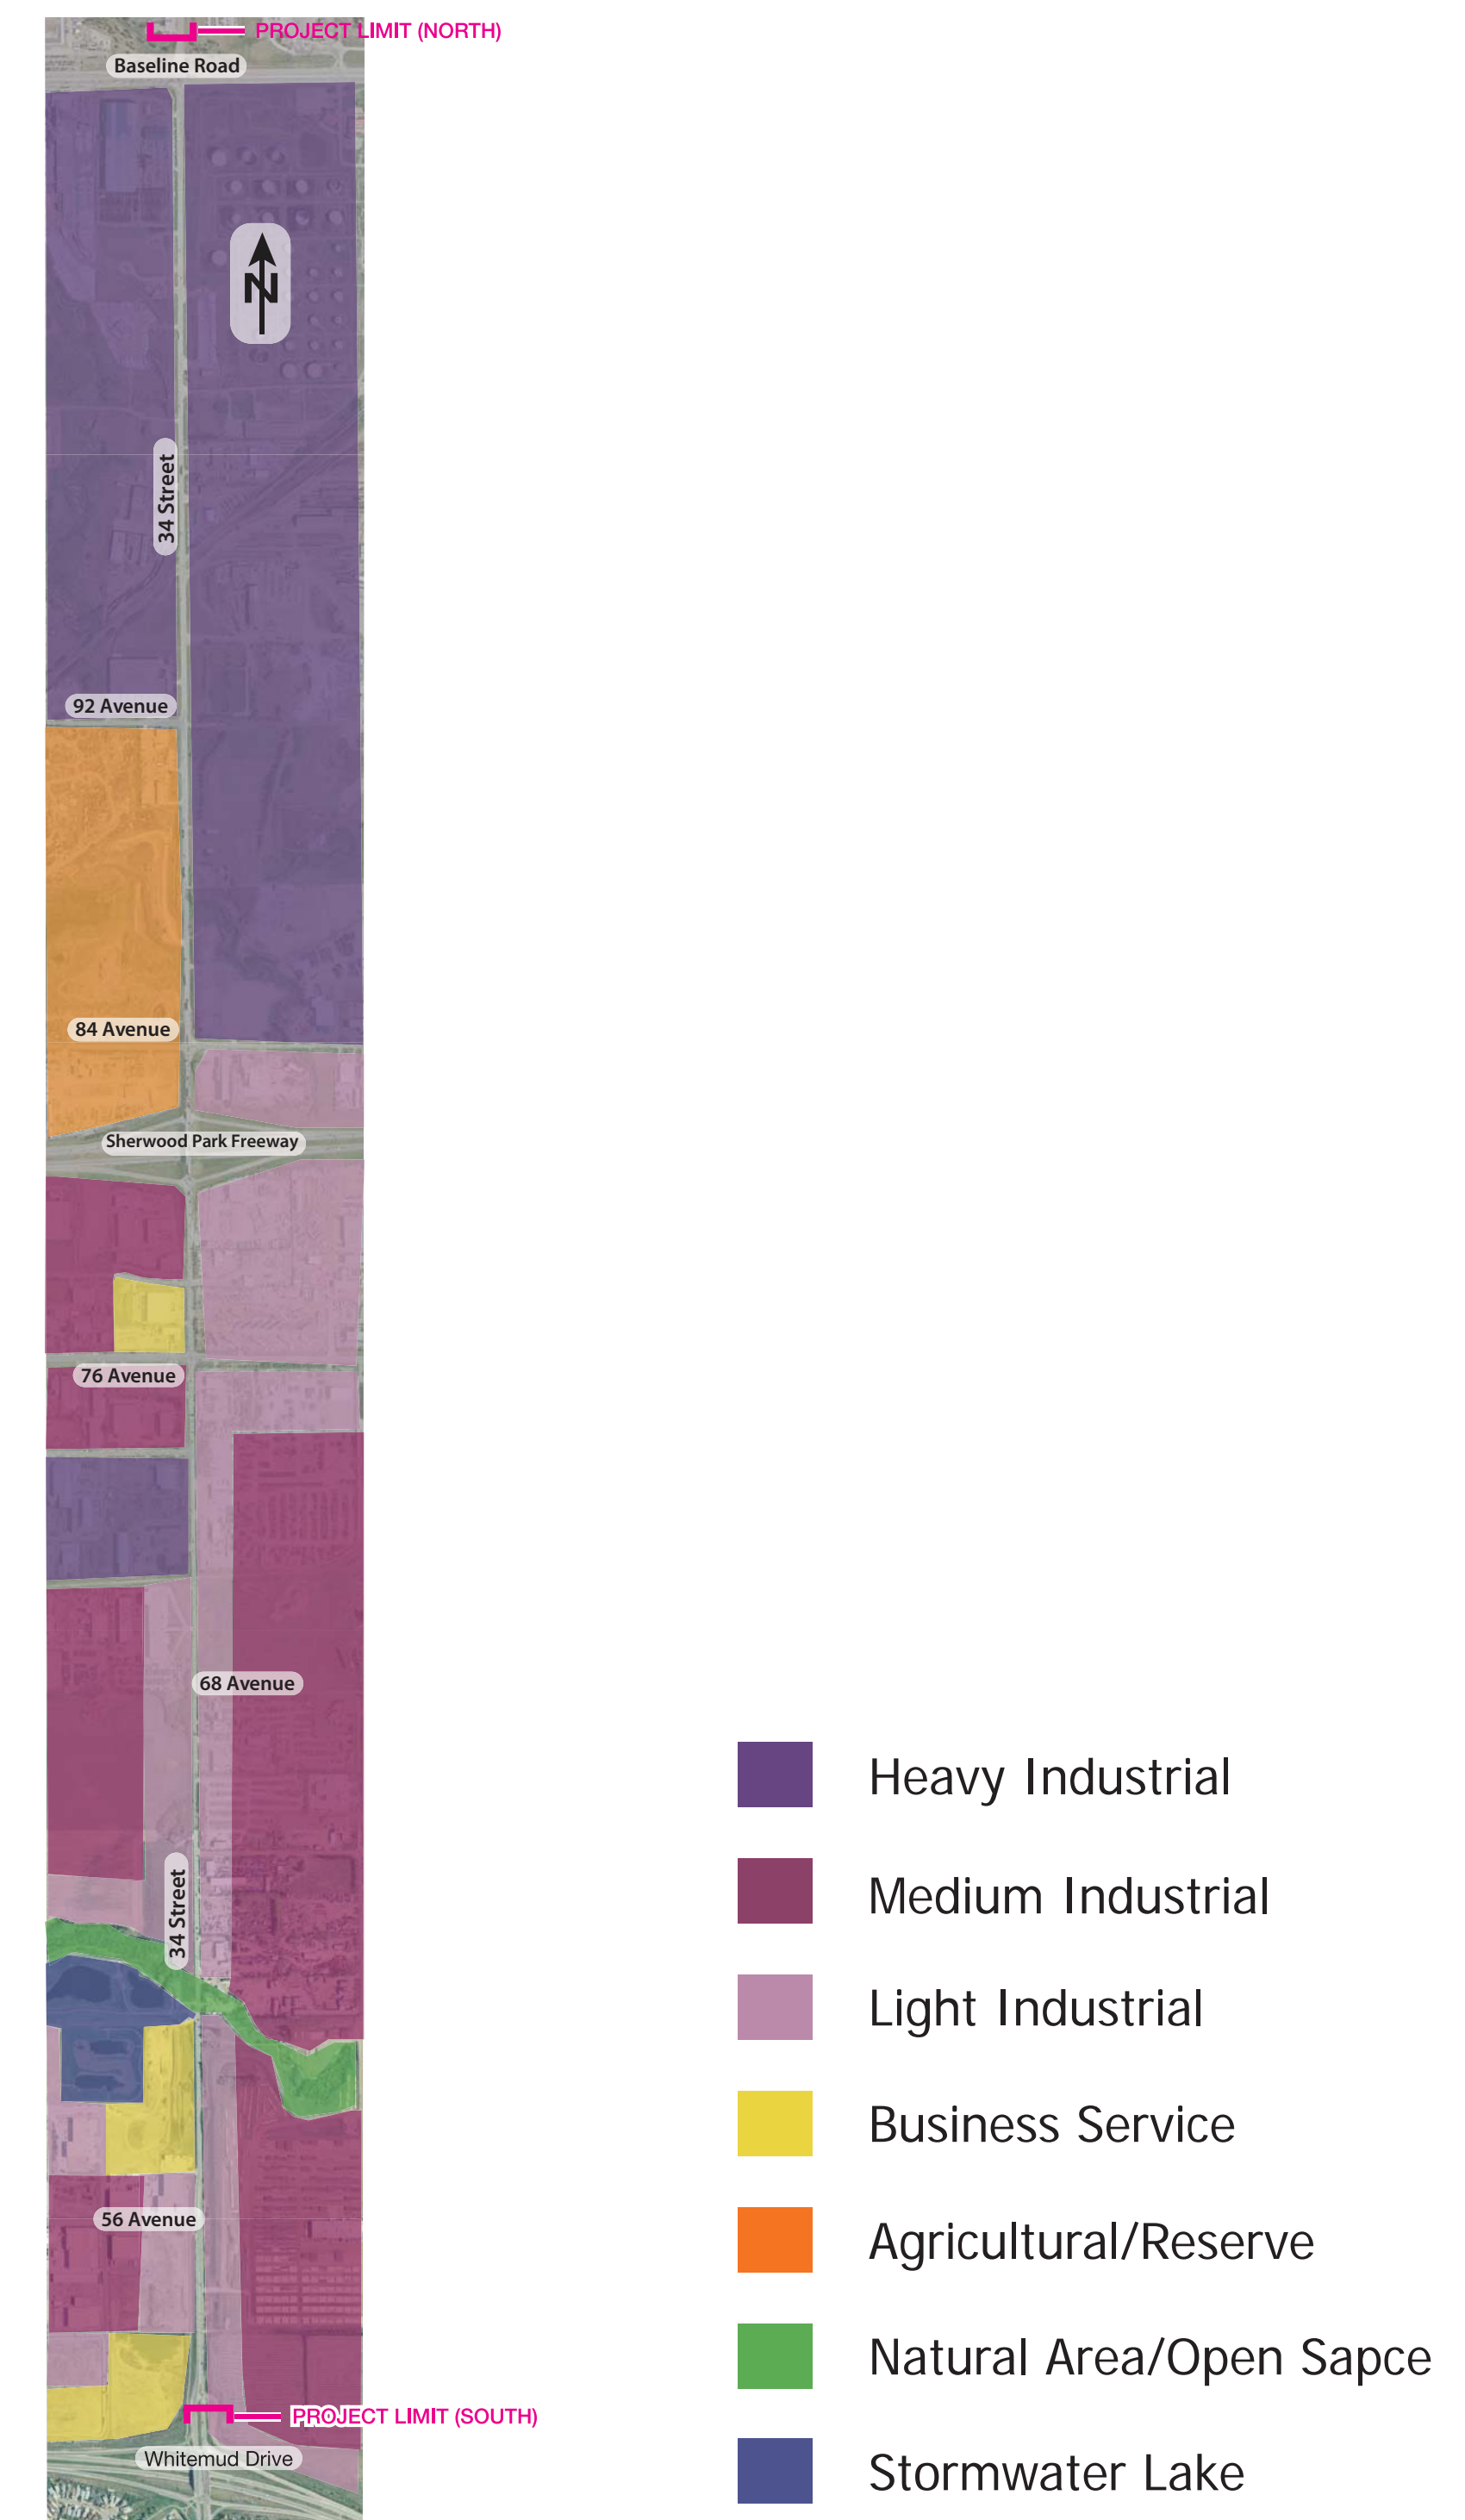 PROJECT LIMIT (NORTH)
Baseline Road
N
34 Street
92 Avenue
84 Avenue
Sherwood Park Freeway
76 Avenue
68 Avenue
34 Street
56 Avenue
PROJECT LIMIT (SOUTH)
Whitemud Drive
Heavy Industrial
Medium Industrial
Light Industrial
Business Service
Agricultural/Reserve
Natural Area/Open Sapce
Stormwater Lake